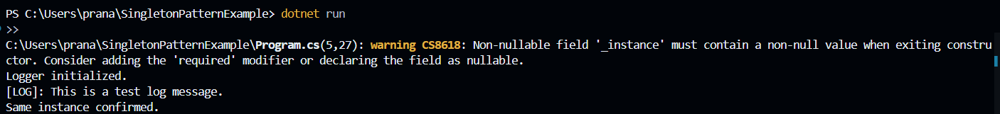 PS C:\Users\prana\SingletonPatternExample> dotnet run
>>
C:\Users\prana\SingletonPatternExample\Program.cs(5,27): warning CS8618: Non-nullable field '_instance' must contain a non-null value when exiting constru
ctor. Consider adding the 'required' modifier or declaring the field as nullable.
Logger initialized.
[LOG]: This is a test log message.
Same instance confirmed.